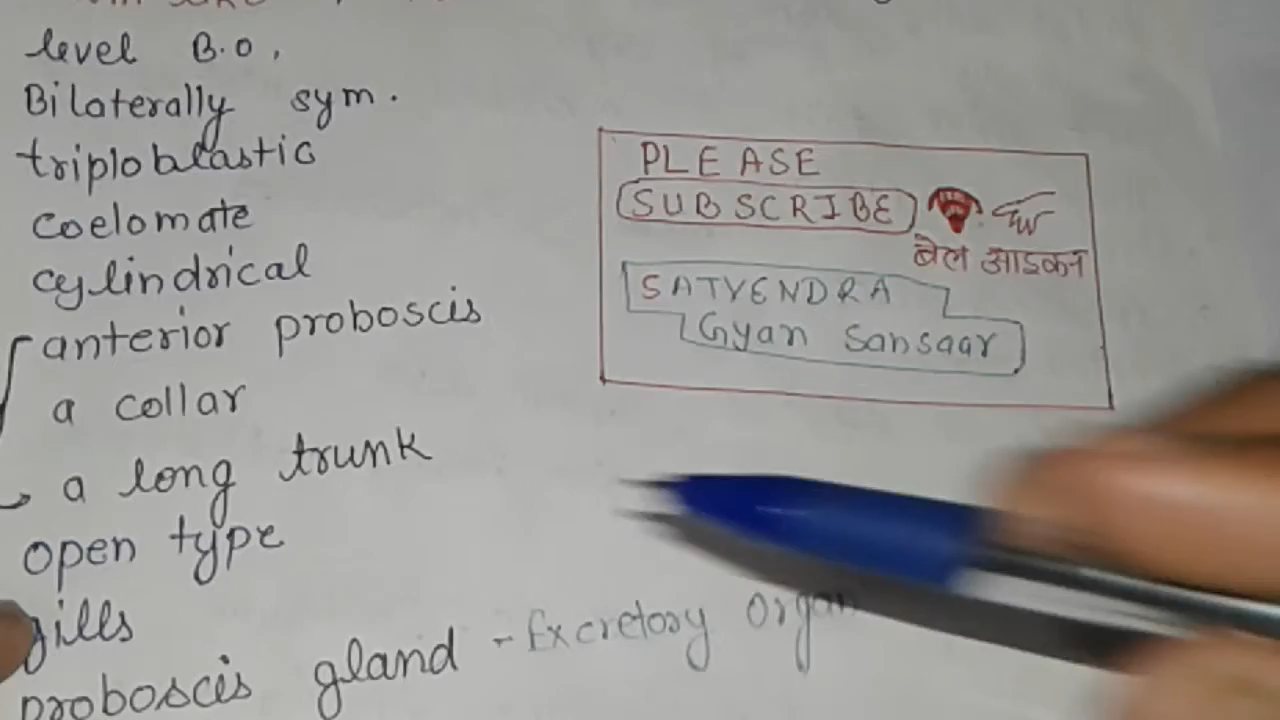 level B.O.
Bilaterally sym.
triploblastic
coelomate
cylindrical
anterior proboscis
a collar
a long trunk
open type
gills
proboscis gland - Excretory organ
PLEASE
SUBSCRIBE
बेल आइकन
SATYENDRA
Gyan Sansaar